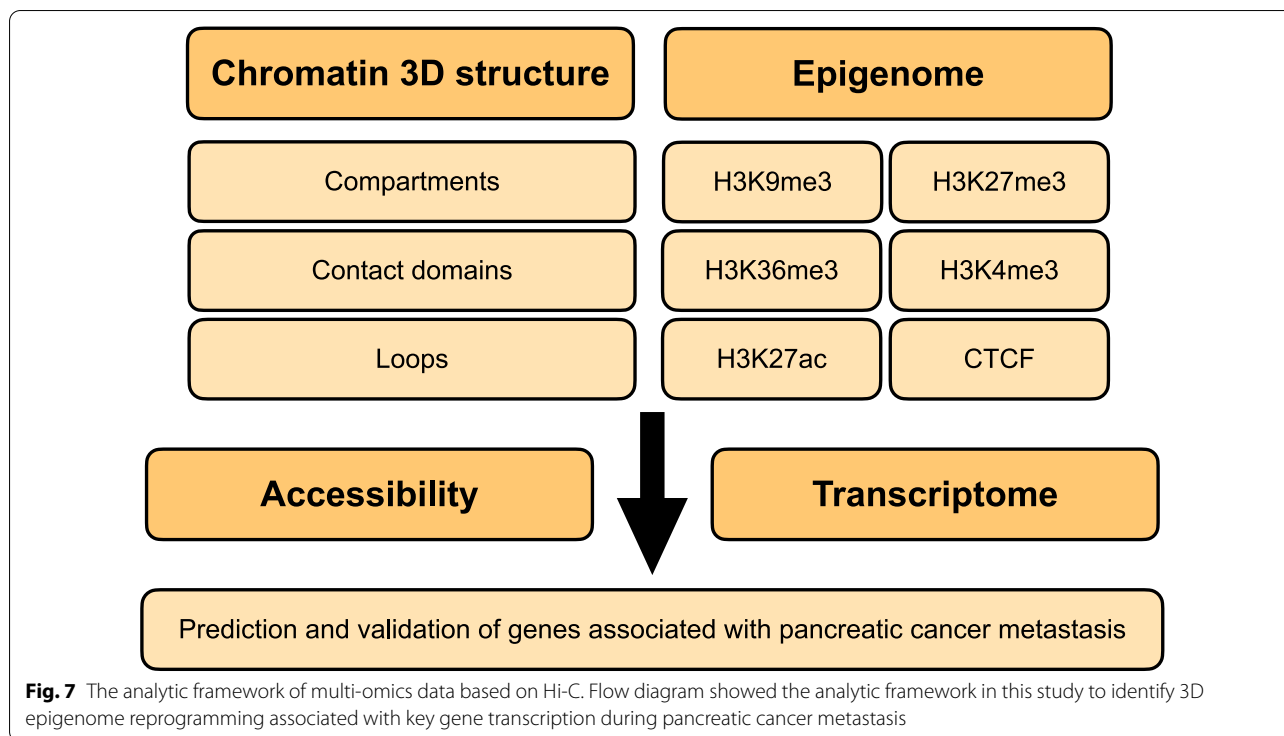 Chromatin 3D structure
Epigenome
Compartments
H3K9me3
H3K27me3
Contact domains
H3K36me3
H3K4me3
Loops
H3K27ac
CTCF
Accessibility
Transcriptome
Prediction and validation of genes associated with pancreatic cancer metastasis
Fig. 7 The analytic framework of multi-omics data based on Hi-C. Flow diagram showed the analytic framework in this study to identify 3D
epigenome reprogramming associated with key gene transcription during pancreatic cancer metastasis